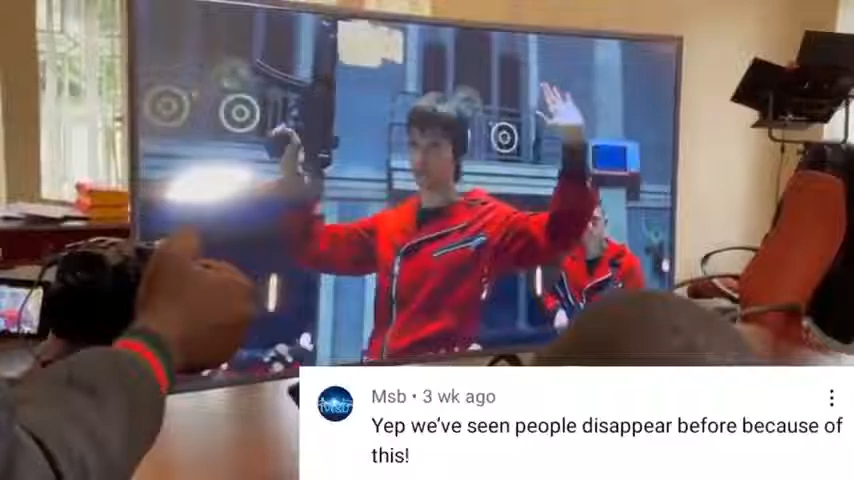 Msb • 3 wk ago
Yep we've seen people disappear before because of
this!